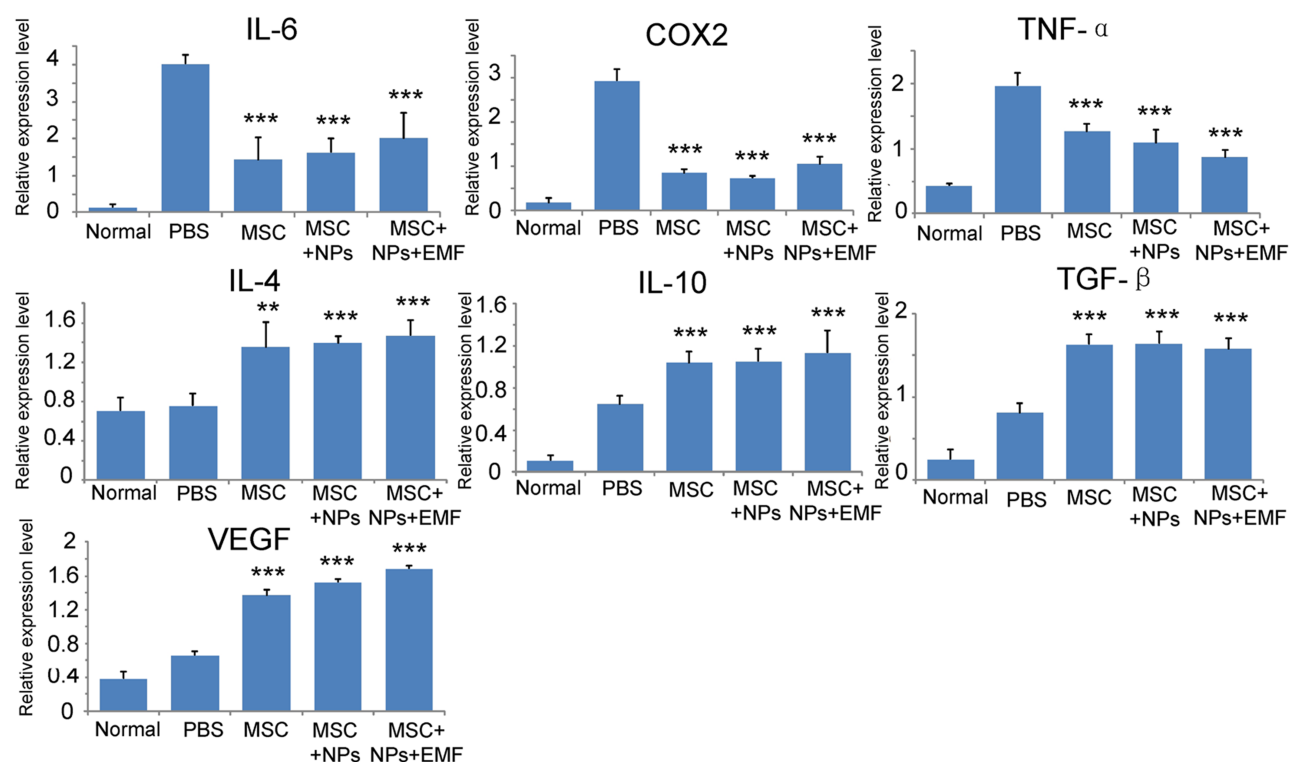 IL-6
Relative expression level
4
3
2
1
0
***
***
***
Normal
PBS
MSC
MSC
+NPs
MSC+
NPs+EMF
COX2
Relative expression level
3
2
1
0
***
***
***
Normal
PBS
MSC
MSC
+NPs
MSC+
NPs+EMF
TNF- α
Relative expression level
2
1
0
***
***
***
Normal
PBS
MSC
MSC
+NPs
MSC+
NPs+EMF
IL-4
Relative expression level
1.6
1.2
0.8
0.4
0
**
***
***
Normal
PBS
MSC
MSC
+NPs
MSC+
NPs+EMF
IL-10
Relative expression level
1.6
1.2
0.8
0.4
0
***
***
***
Normal
PBS
MSC
MSC
+NPs
MSC+
NPs+EMF
TGF- β
Relative expression level
2
1
0
***
***
***
Normal
PBS
MSC
MSC
+NPs
MSC+
NPs+EMF
VEGF
Relative expression level
2
1.6
1.2
0.8
0.4
0
***
***
***
Normal
PBS
MSC
MSC
+NPs
MSC+
NPs+EMF